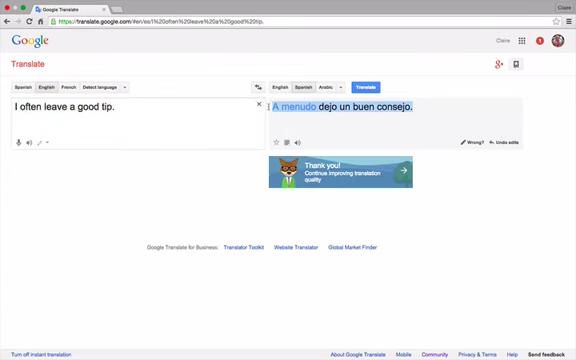 Google Translate
Claire
https://translate.google.com/#en/es/I%20often%20leave%20a%20good%20tip.
Google
Claire
Translate
Spanish English French Detect language
English Spanish Arabic Translate
I often leave a good tip.
A menudo dejo un buen consejo.
Wrong? Undo edits
Thank you!
Continue improving translation
quality
Google Translate for Business: Translator Toolkit Website Translator Global Market Finder
Turn off instant translation
About Google Translate Mobile Community Privacy & Terms Help Send feedback